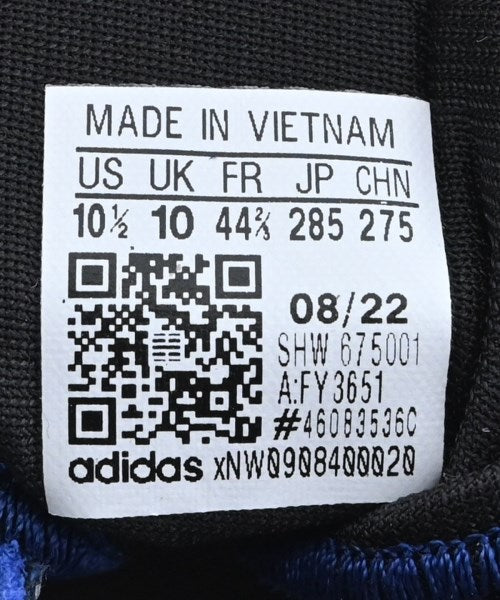 MADE IN VIETNAM
US UK FR JP CHN
10½ 10 44⅔ 285 275
08/22
SHW 675001
A:FY3651
#46083536C
adidas xNW0908400020